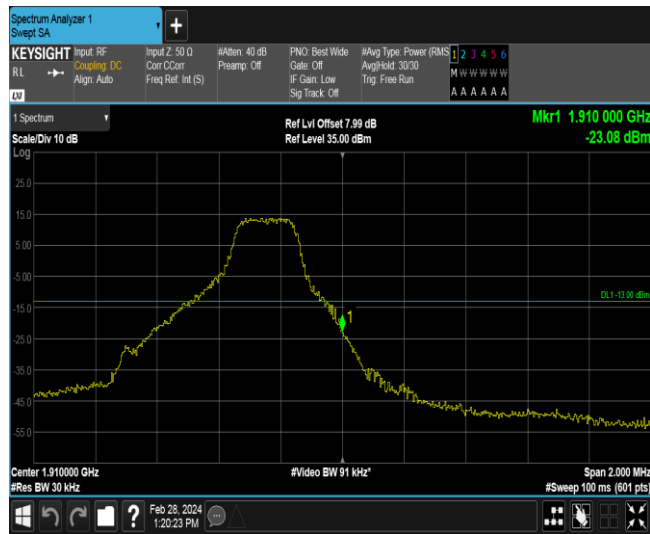 Spectrum Analyzer 1
Swept SA
+
KEYSIGHT
RL
LXI
Input: RF
Coupling: DC
Align: Auto
Input Z: 50 Ω
Corr CCorr
Freq Ref: Int (S)
#Atten: 40 dB
Preamp: Off
PNO: Best Wide
Gate: Off
IF Gain: Low
Sig Track: Off
#Avg Type: Power (RMS
Avg|Hold: 30/30
Trig: Free Run
1 2 3 4 5 6
M W W W W W
A A A A A A
1 Spectrum
Scale/Div 10 dB
Log
Ref Lvl Offset 7.99 dB
Ref Level 35.00 dBm
Mkr1 1.910 000 GHz
-23.08 dBm
25.0
15.0
5.00
-5.00
-15.0
-25.0
-35.0
-45.0
-55.0
DL1 -13.00 dBm
1
Center 1.910000 GHz
#Res BW 30 kHz
#Video BW 91 kHz*
Span 2.000 MHz
#Sweep 100 ms (601 pts)
?
Feb 28, 2024
1:20:23 PM